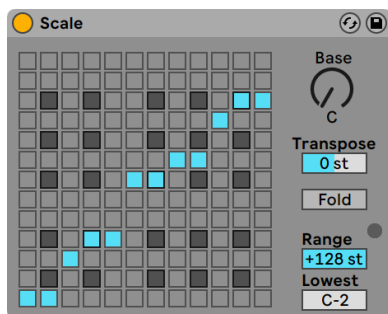 Scale
Base
C
Transpose
0 st
Fold
Range
+128 st
Lowest
C-2